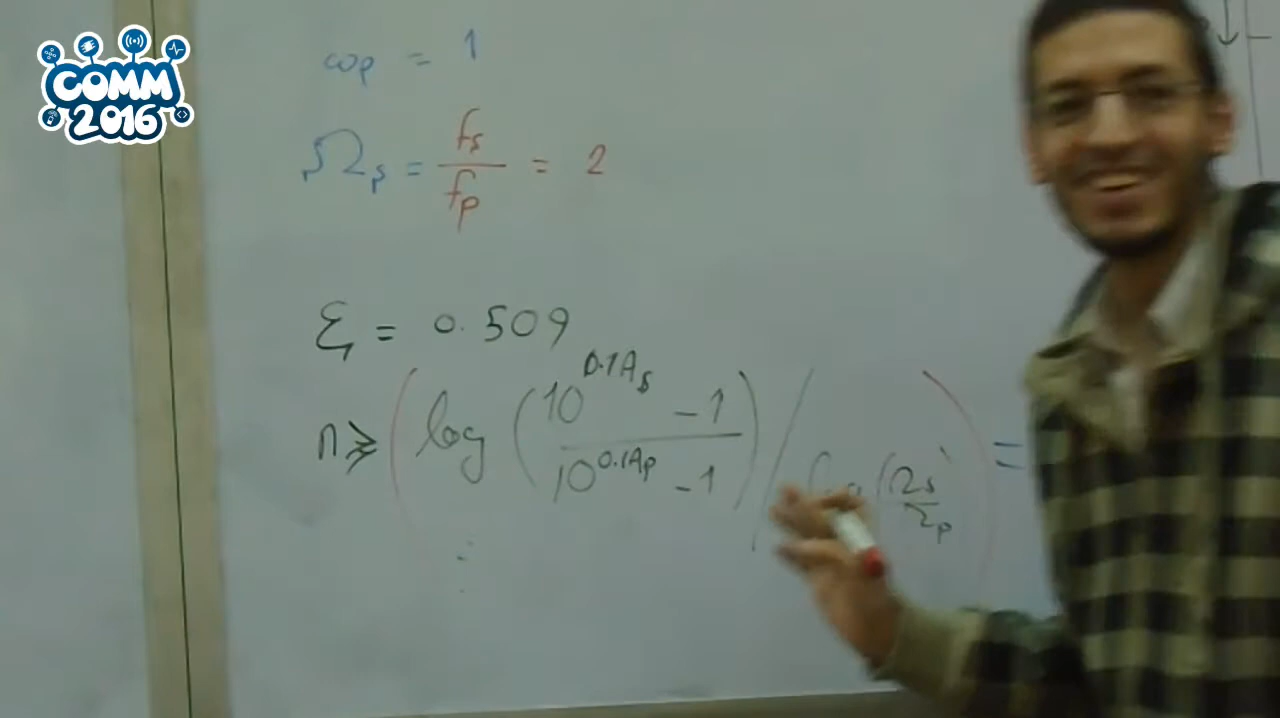 COMM
2016
ωp = 1
Ωs = fs / fp = 2
ξ = 0.509
n ≥ ( log ( 10^0.1As - 1 / 10^0.1Ap - 1 ) / ( Ωs / Ωp ) ) =